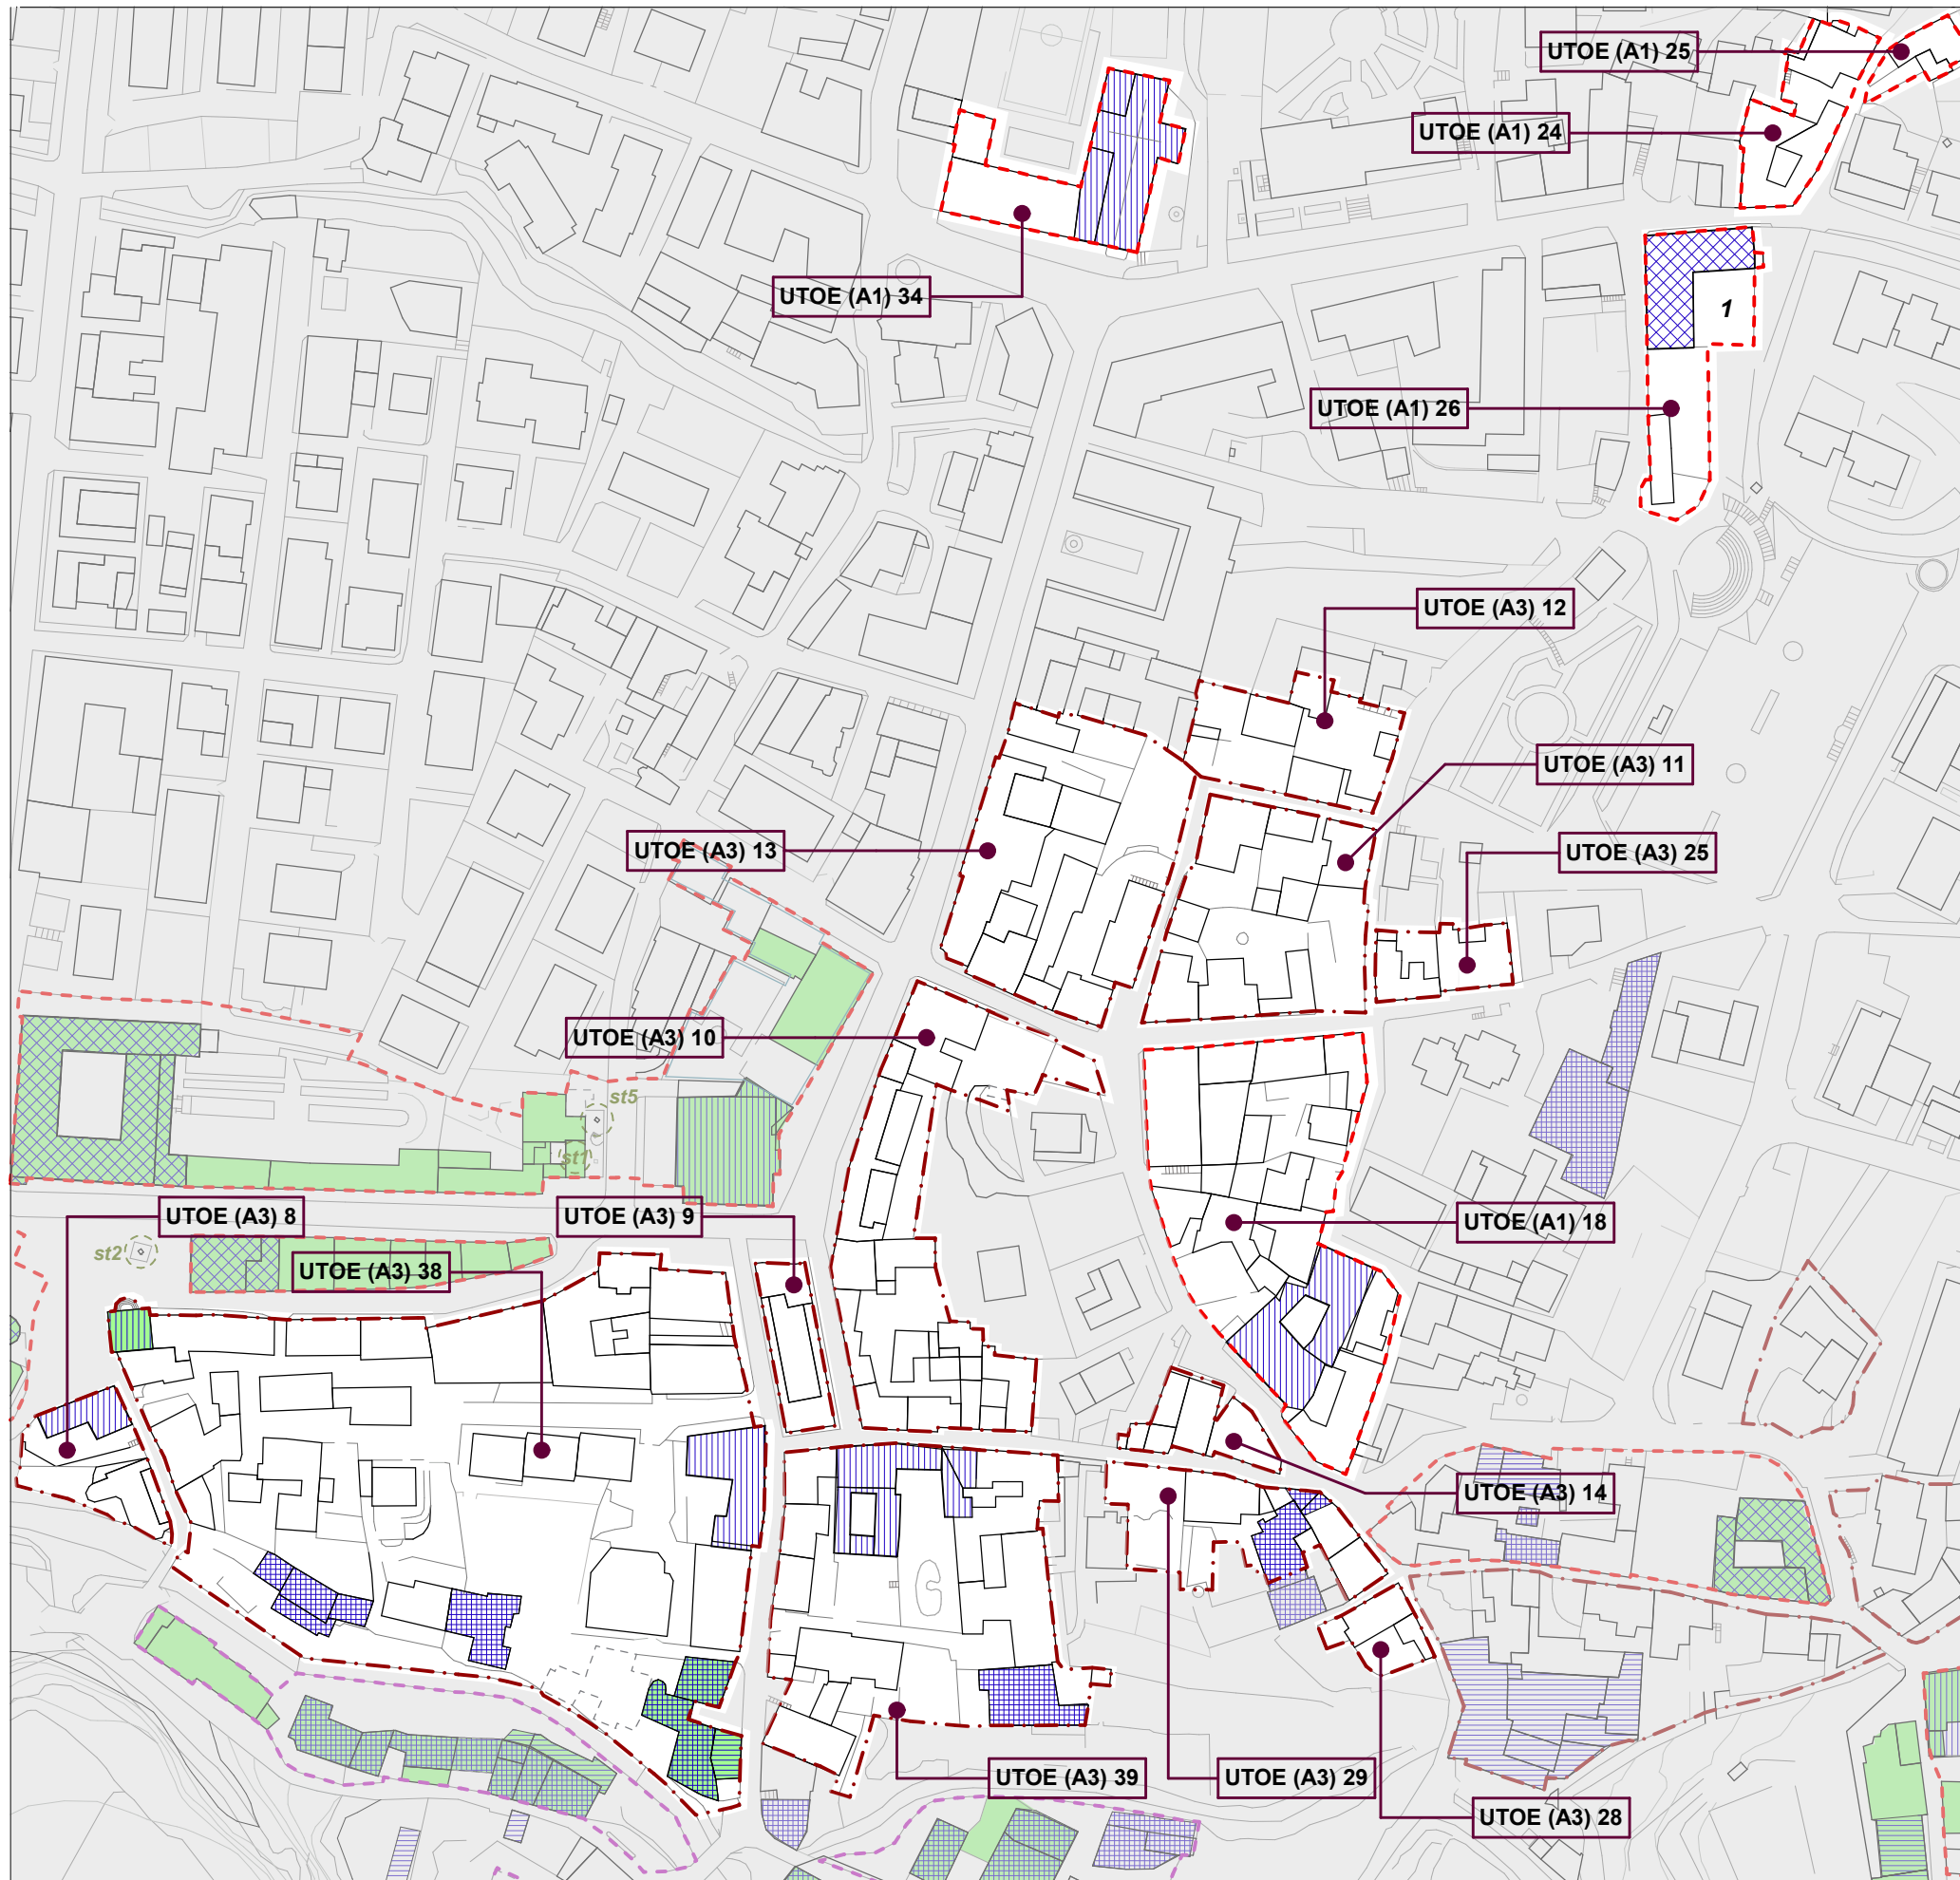 UTOE (A1) 25
UTOE (A1) 24
UTOE (A1) 34
1
UTOE (A1) 26
UTOE (A3) 12
UTOE (A3) 11
UTOE (A3) 13
UTOE (A3) 25
UTOE (A3) 10
st5
st1
UTOE (A3) 8
UTOE (A3) 9
UTOE (A1) 18
st2
UTOE (A3) 38
UTOE (A3) 14
UTOE (A3) 39
UTOE (A3) 29
UTOE (A3) 28